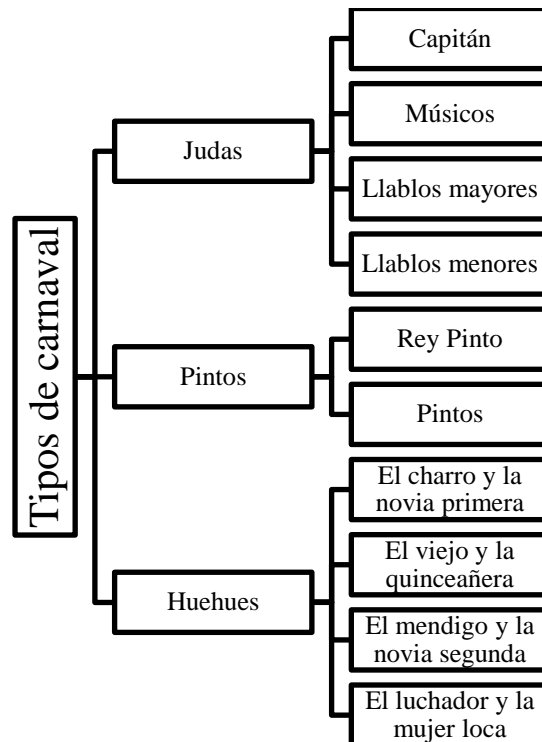 Tipos de carnaval
Judas
Capitán
Músicos
Llablos mayores
Llablos menores
Pintos
Rey Pinto
Pintos
Huehues
El charro y la
novia primera
El viejo y la
quinceañera
El mendigo y la
novia segunda
El luchador y la
mujer loca